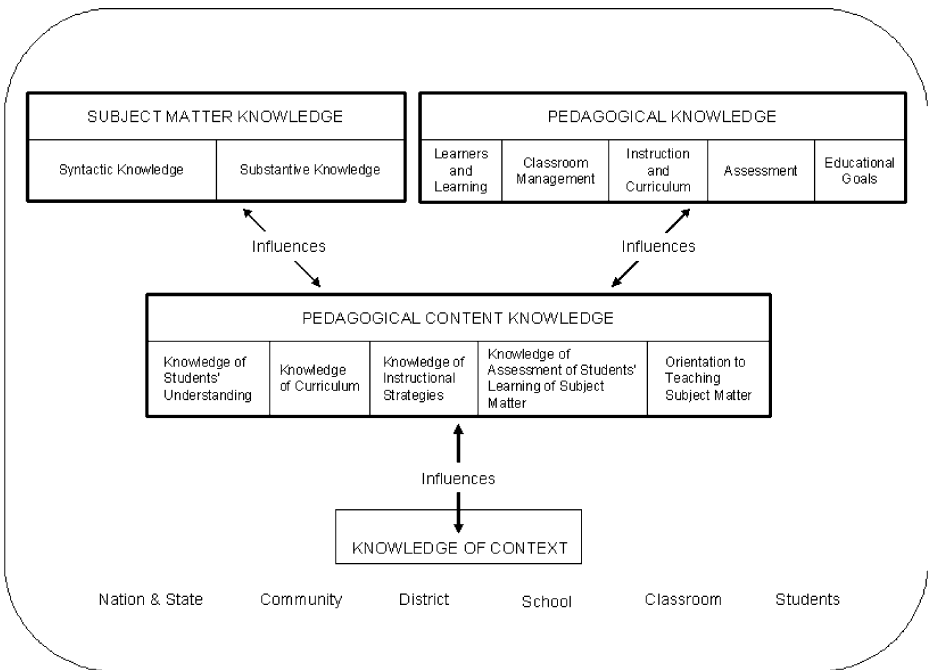 SUBJECT MATTER KNOWLEDGE
Syntactic Knowledge
Substantive Knowledge
PEDAGOGICAL KNOWLEDGE
Learners
and
Learning
Classroom
Management
Instruction
and
Curriculum
Assessment
Educational
Goals
Influences
Influences
PEDAGOGICAL CONTENT KNOWLEDGE
Knowledge of
Students'
Understanding
Knowledge
of Curriculum
Knowledge of
Instructional
Strategies
Knowledge of
Assessment of Students'
Learning of Subject
Matter
Orientation to
Teaching
Subject Matter
Influences
KNOWLEDGE OF CONTEXT
Nation & State
Community
District
School
Classroom
Students